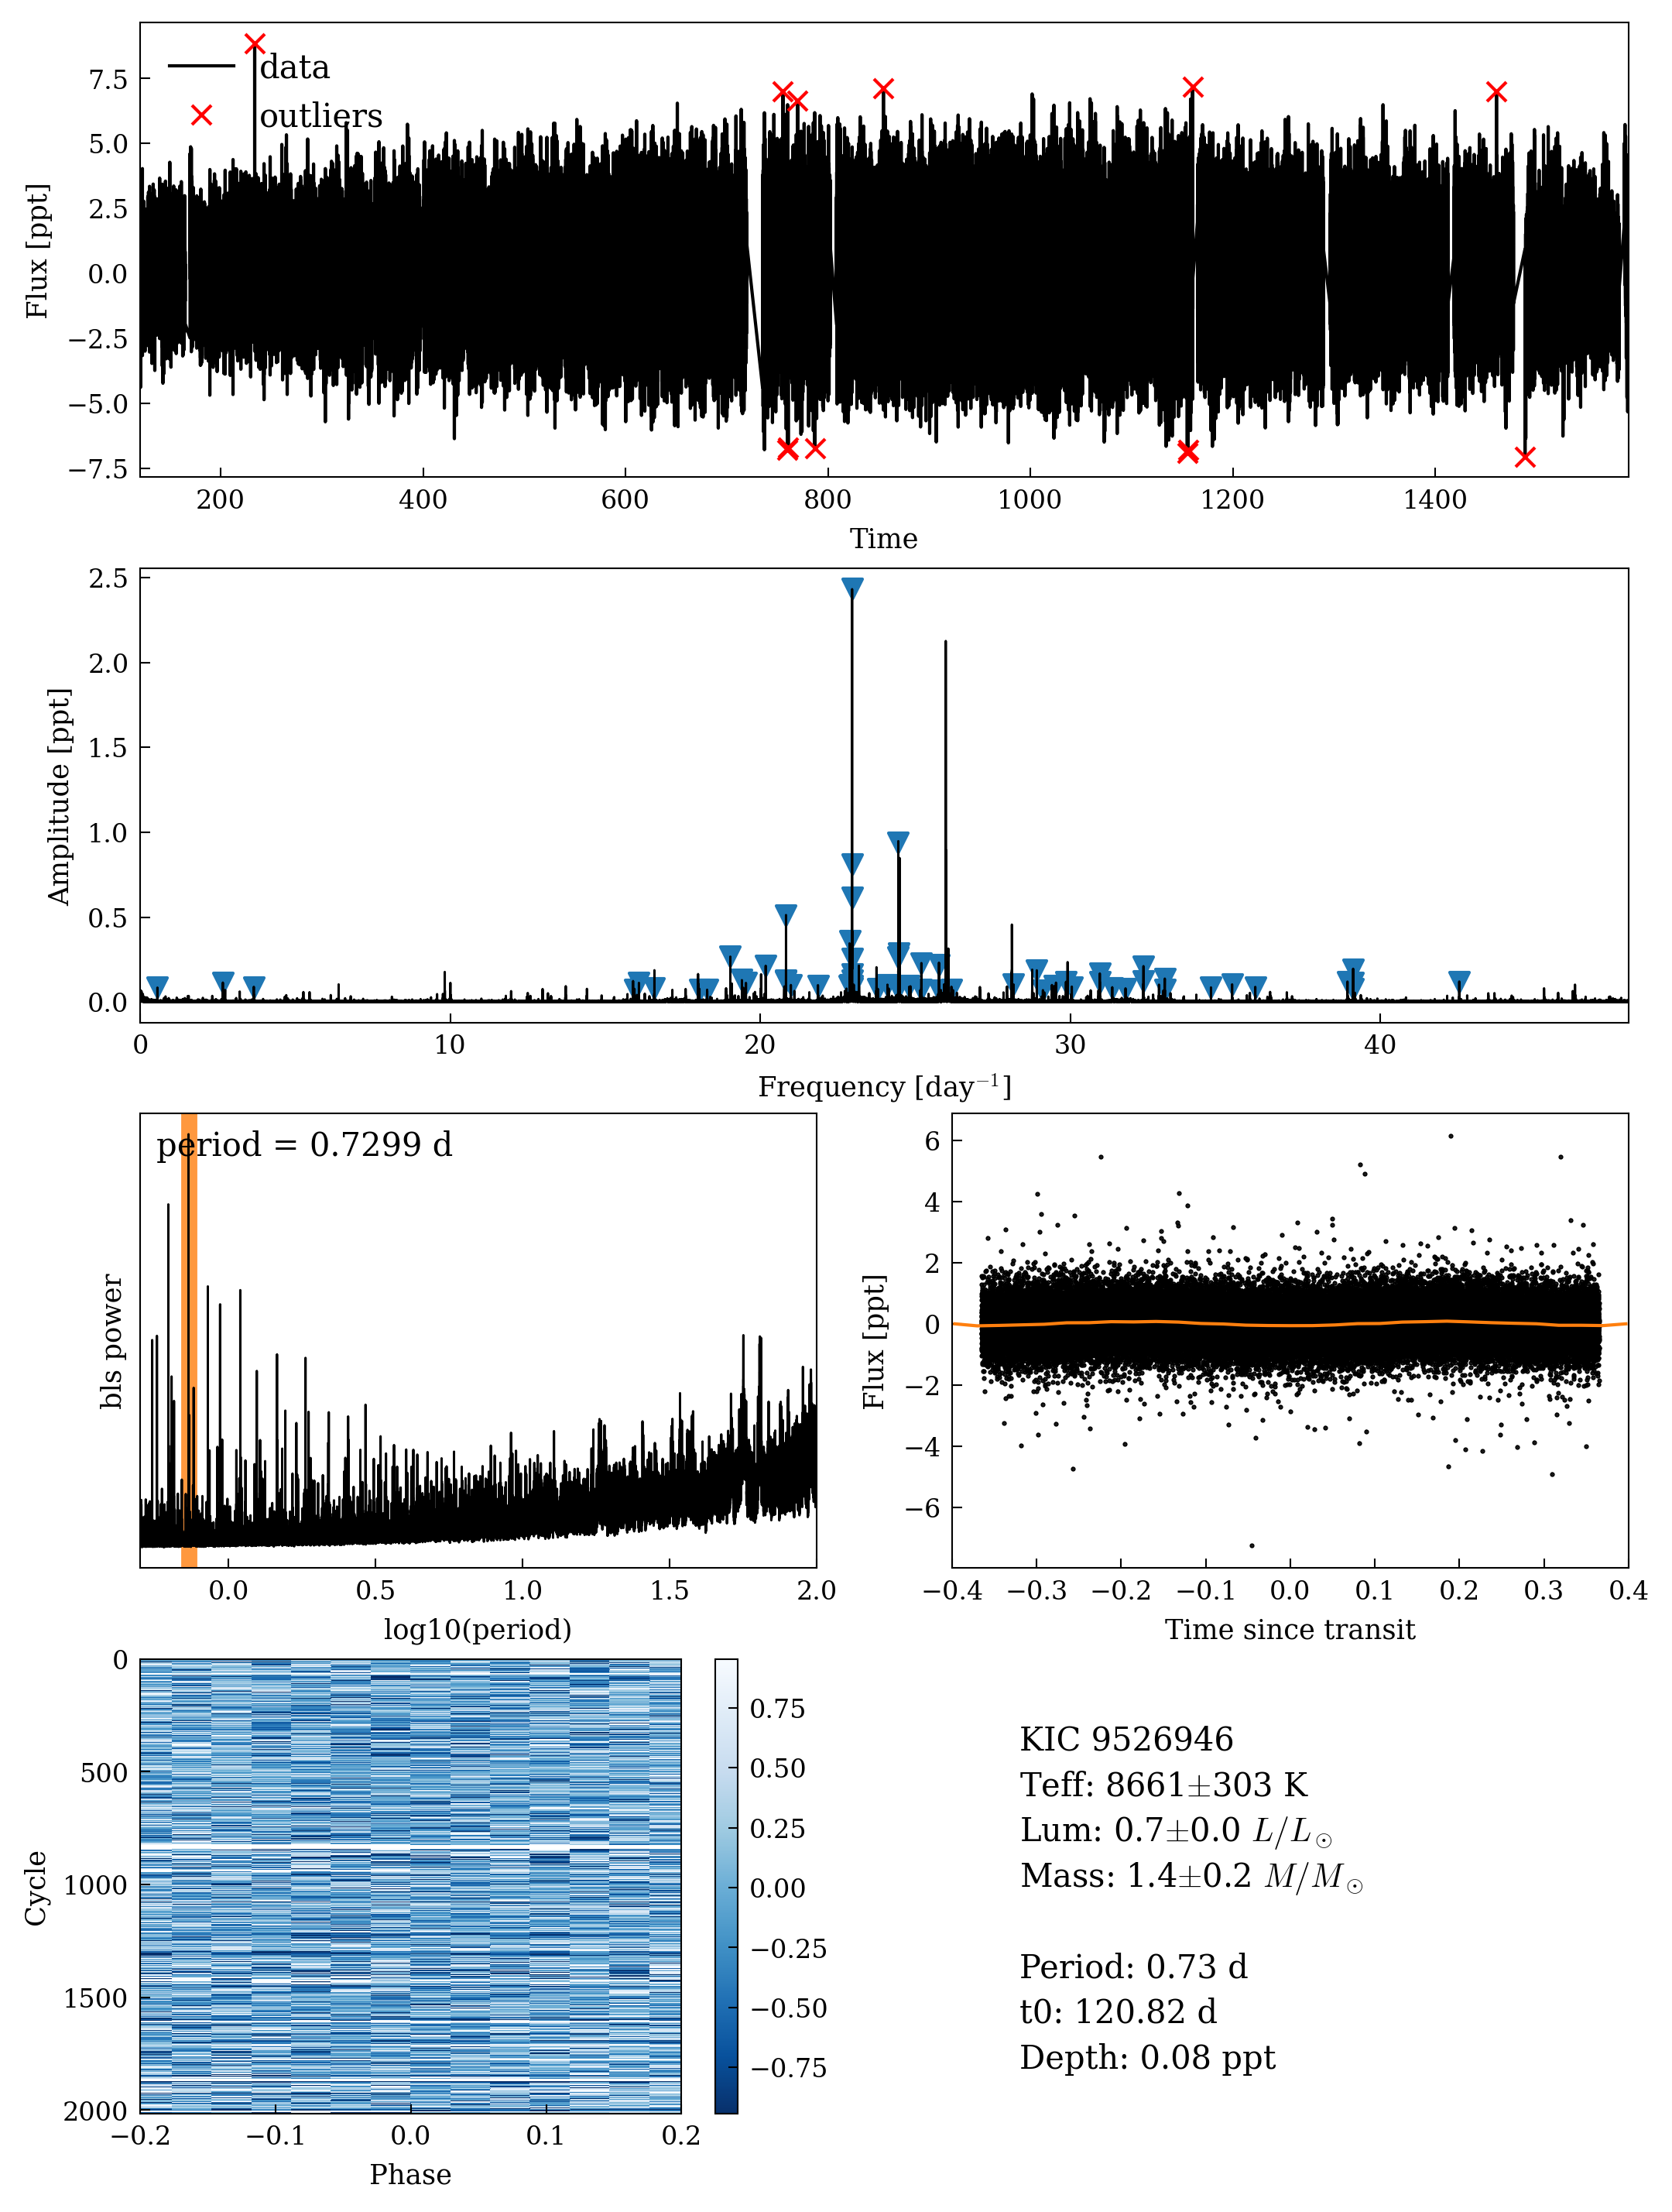 data
outliers
7.5
5.0
2.5
0.0
−2.5
−5.0
−7.5
Flux [ppt]
200 400 600 800 1000 1200 1400
Time
2.5
2.0
1.5
1.0
0.5
0.0
Amplitude [ppt]
0 10 20 30 40
Frequency [day⁻¹]
period = 0.7299 d
bls power
0.0 0.5 1.0 1.5 2.0
log10(period)
6
4
2
0
−2
−4
−6
Flux [ppt]
−0.4 −0.3 −0.2 −0.1 0.0 0.1 0.2 0.3 0.4
Time since transit
0
500
1000
1500
2000
Cycle
−0.2 −0.1 0.0 0.1 0.2
Phase
0.75
0.50
0.25
0.00
−0.25
−0.50
−0.75
KIC 9526946
Teff: 8661±303 K
Lum: 0.7±0.0 L/L⊙
Mass: 1.4±0.2 M/M⊙
Period: 0.73 d
t0: 120.82 d
Depth: 0.08 ppt